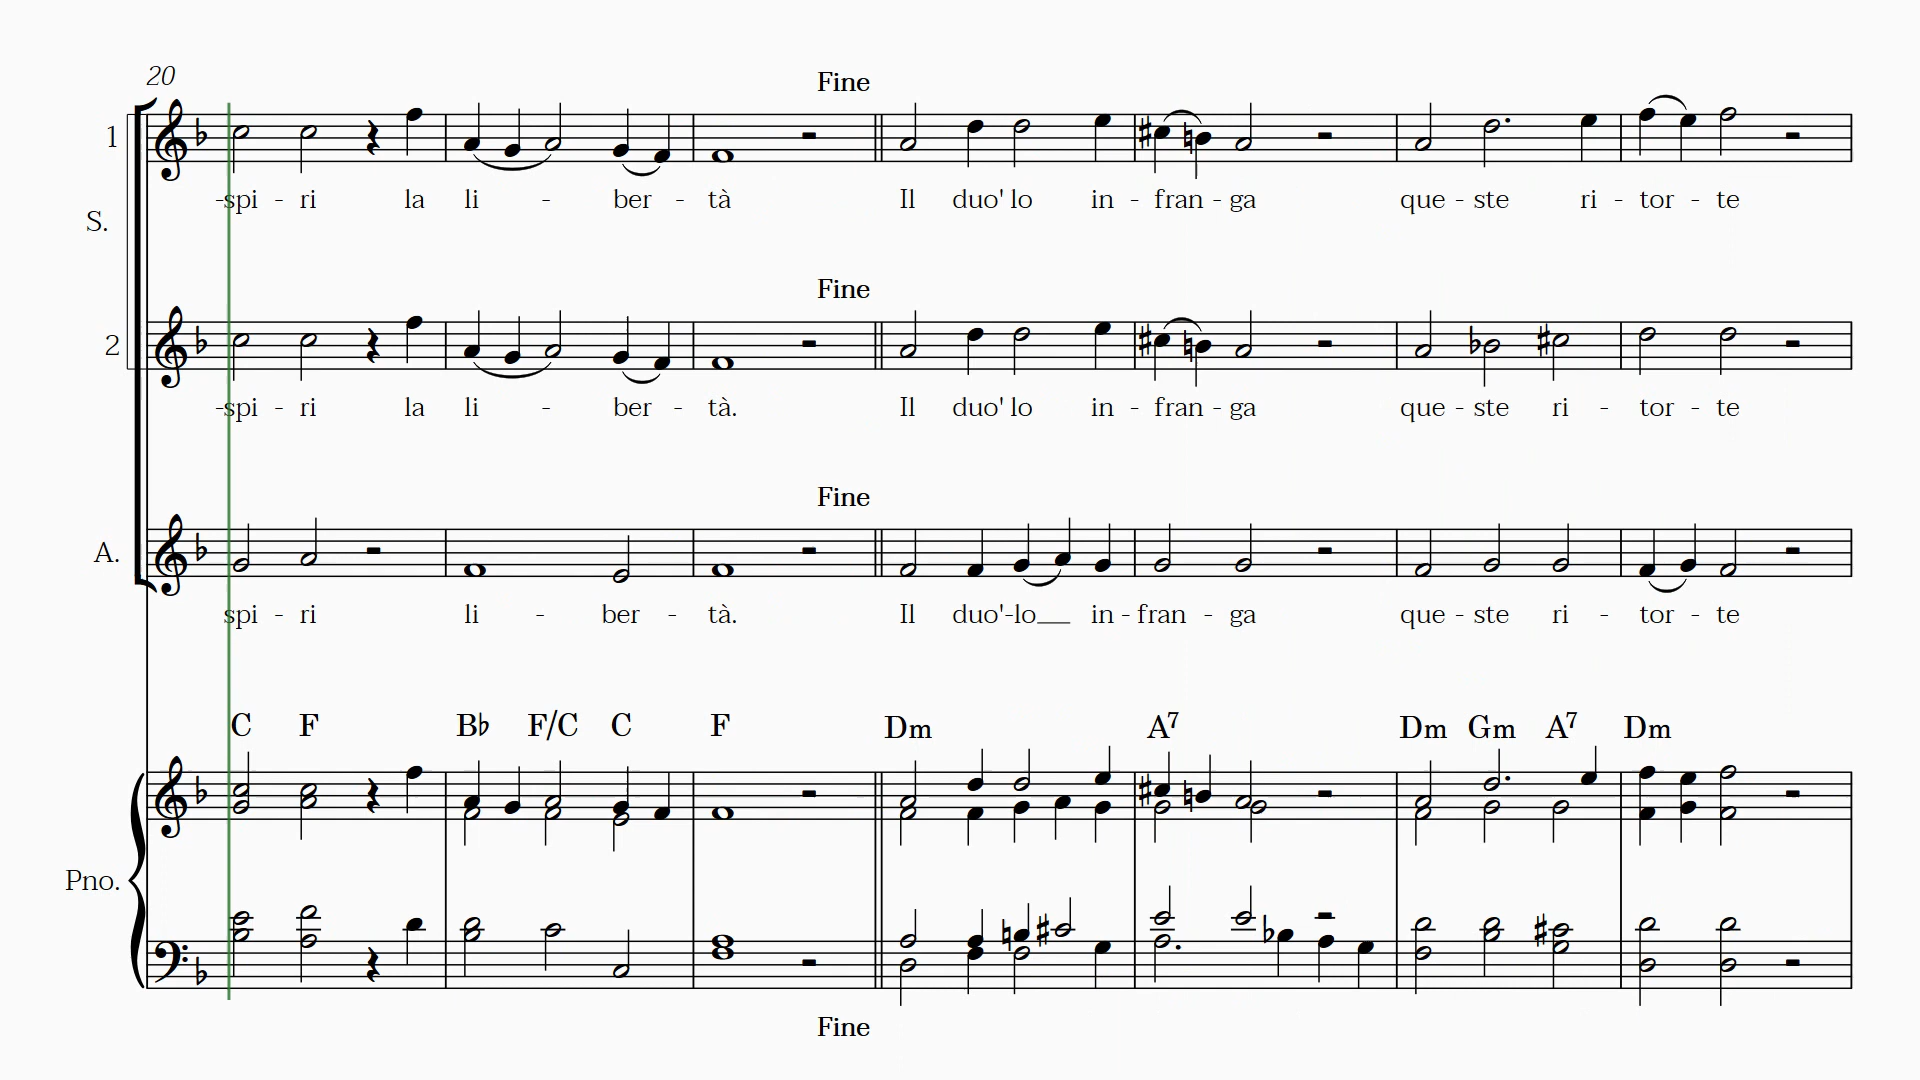 20
Fine
1
-spi - ri la li - ber - tà Il duo' lo in - fran - ga que - ste ri - tor - te
S.
Fine
2
-spi - ri la li - ber - tà. Il duo' lo in - fran - ga que - ste ri - tor - te
Fine
A.
spi - ri li - ber - tà. Il duo'-lo__ in - fran - ga que - ste ri - tor - te
C F B♭ F/C C F Dm A7 Dm Gm A7 Dm
Pno.
Fine